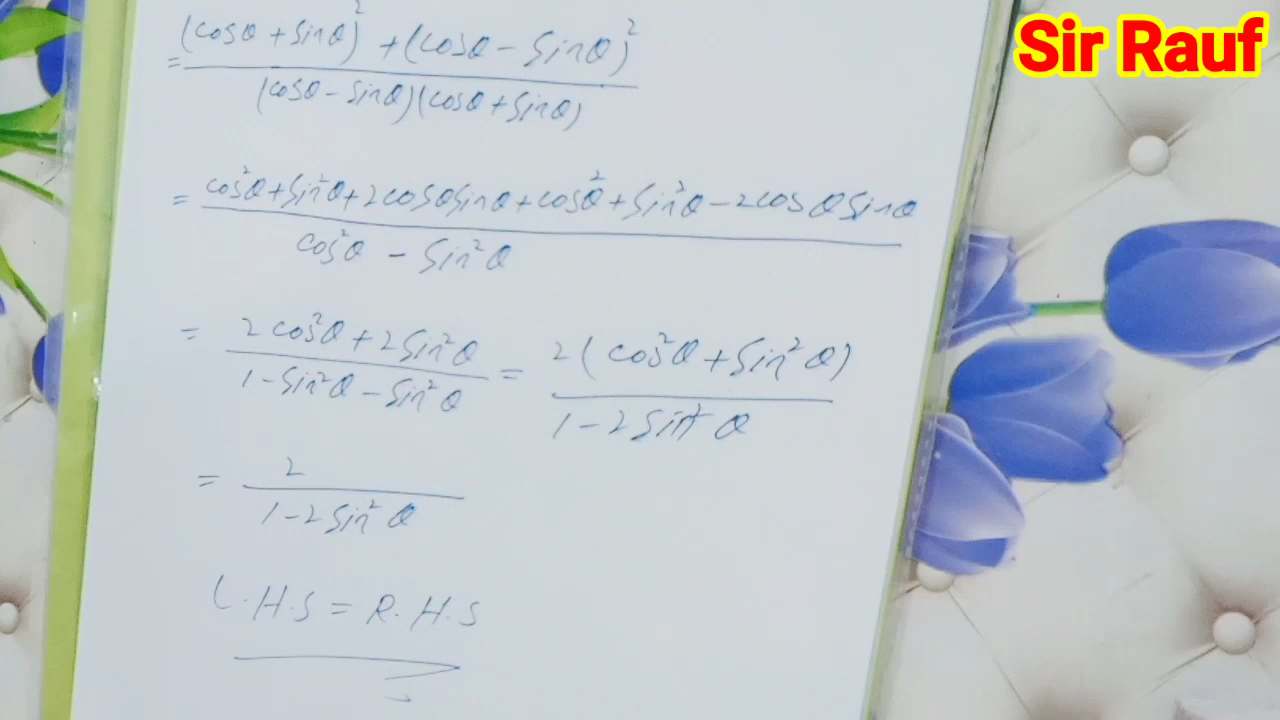 Sir Rauf
= (cosθ + sinθ)² + (cosθ - sinθ)² / (cosθ - sinθ)(cosθ + sinθ)
= cos²θ + sin²θ + 2cosθsinθ + cos²θ + sin²θ - 2cosθsinθ / cos²θ - sin²θ
= 2cos²θ + 2sin²θ / 1 - sin²θ - sin²θ = 2(cos²θ + sin²θ) / 1 - 2sin²θ
= 2 / 1 - 2sin²θ
L.H.S = R.H.S